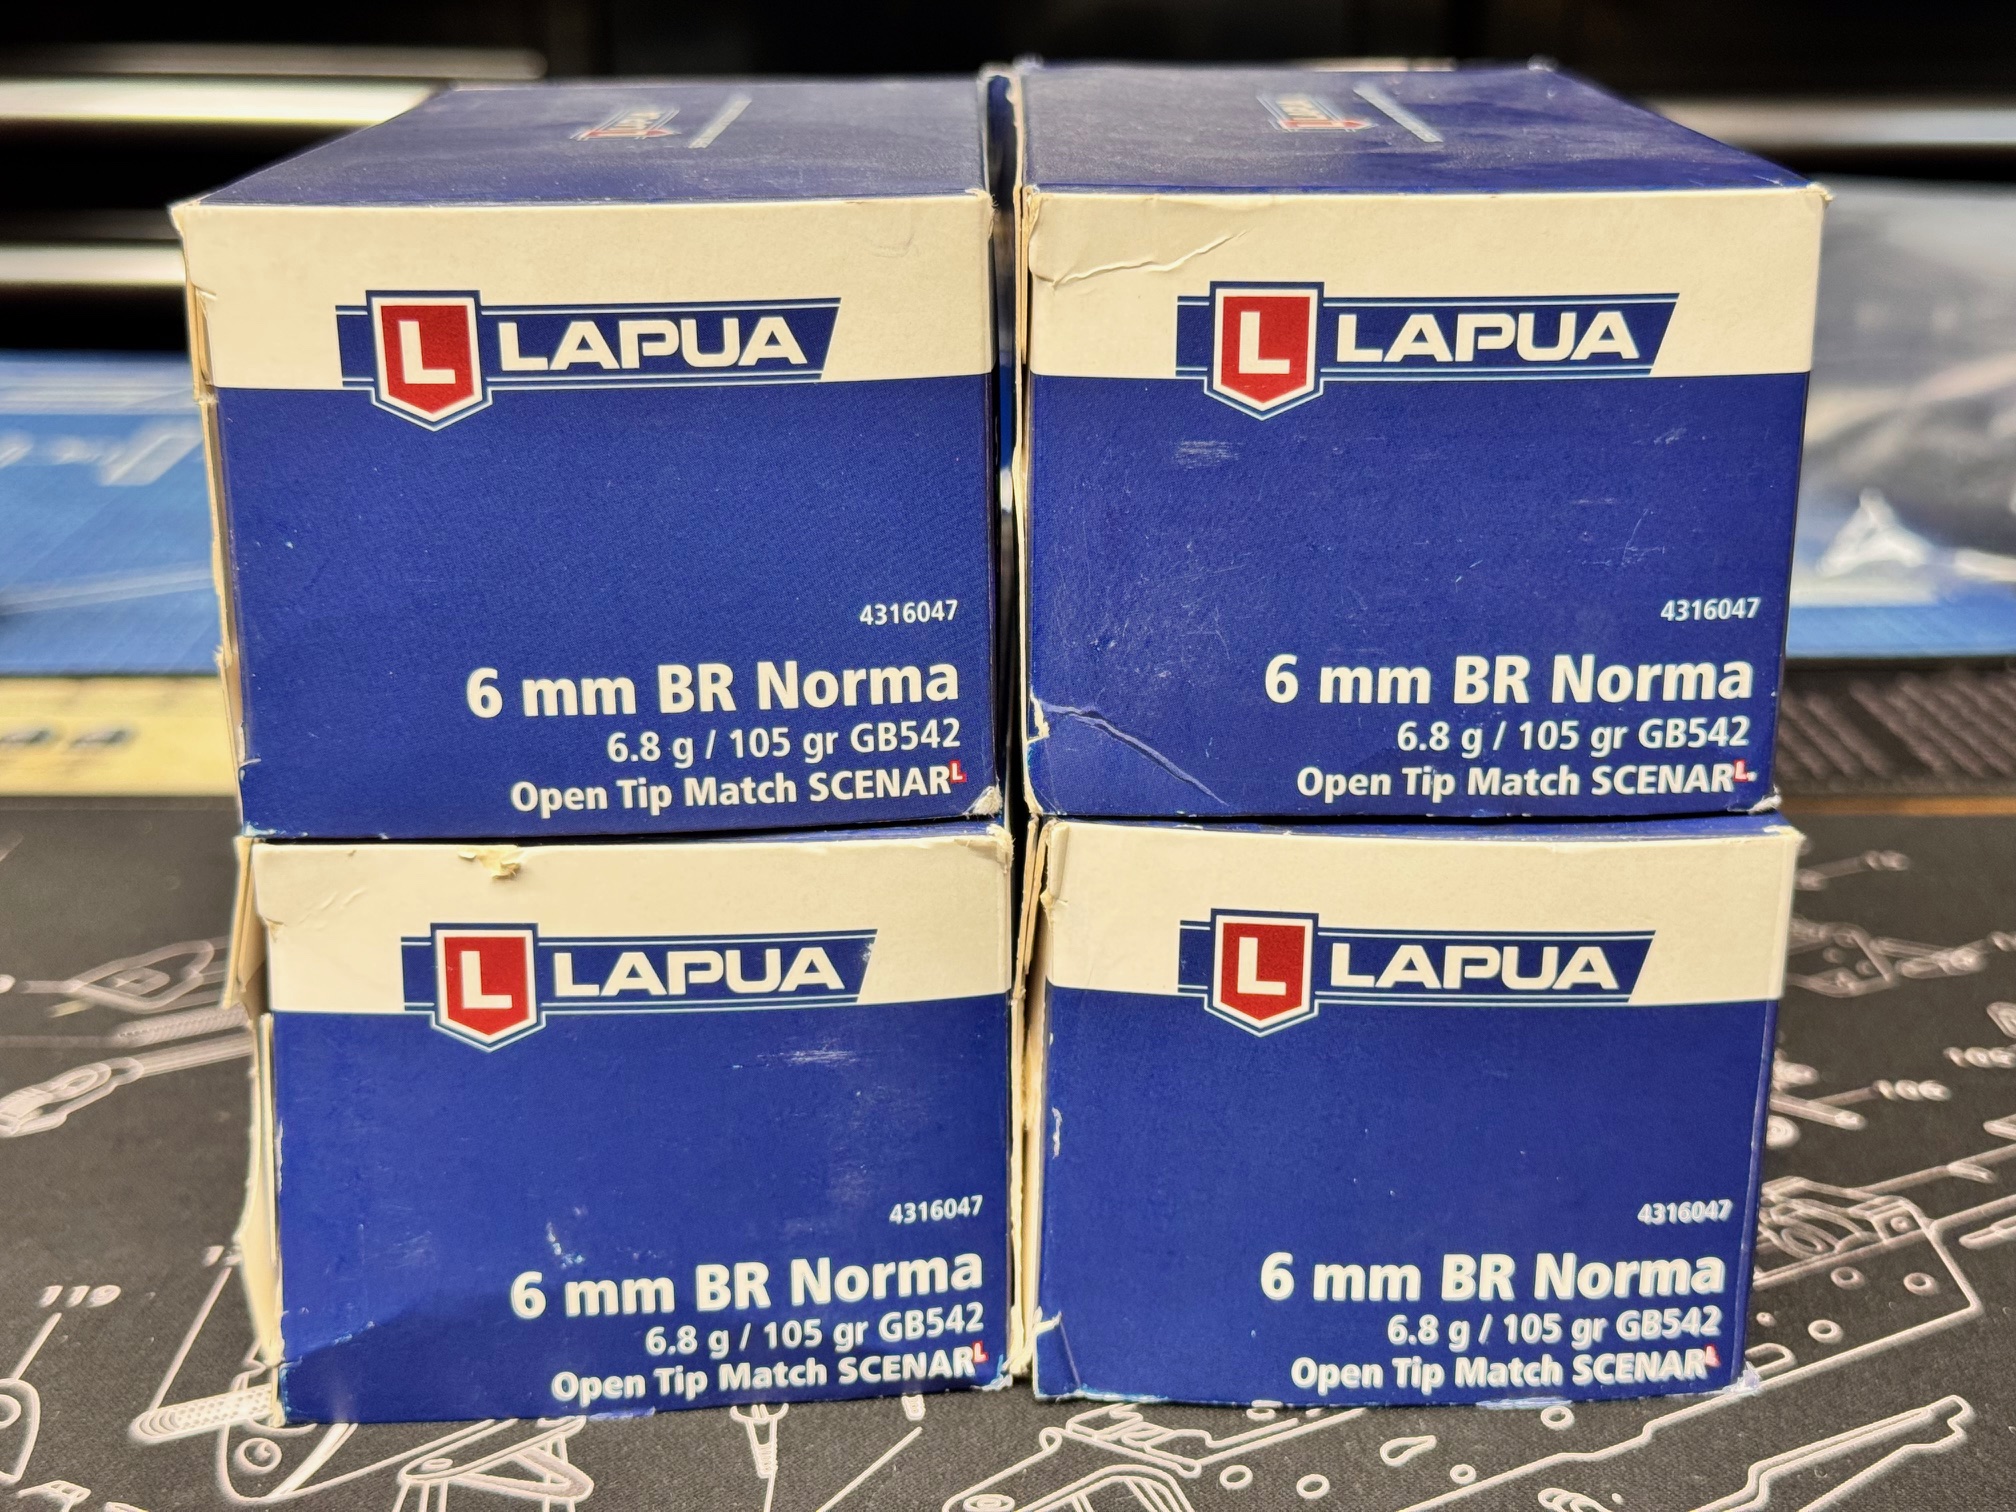 L LAPUA
4316047
6 mm BR Norma
6.8 g / 105 gr GB542
Open Tip Match SCENAR L
L LAPUA
4316047
6 mm BR Norma
6.8 g / 105 gr GB542
Open Tip Match SCENAR L
L LAPUA
4316047
6 mm BR Norma
6.8 g / 105 gr GB542
Open Tip Match SCENAR L
L LAPUA
4316047
6 mm BR Norma
6.8 g / 105 gr GB542
Open Tip Match SCENAR L
119
106